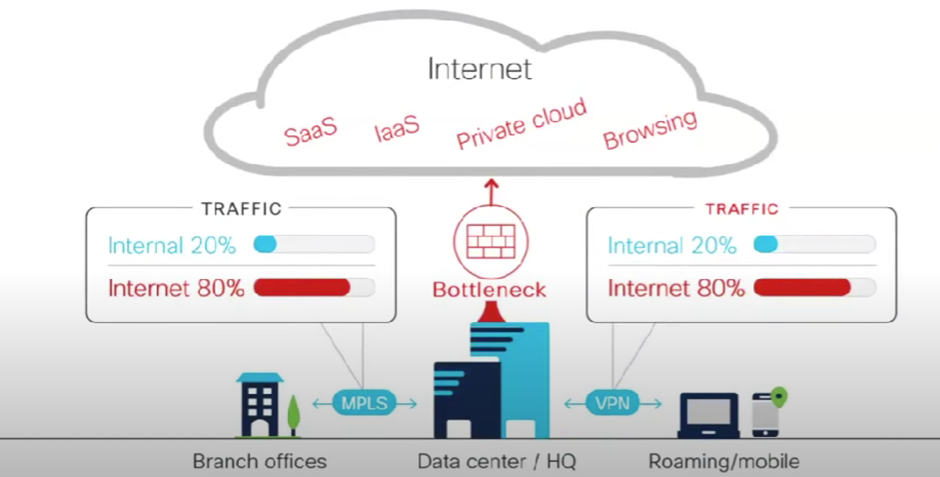 Internet
SaaS IaaS Private cloud Browsing
TRAFFIC
Internal 20%
Internet 80%
Bottleneck
TRAFFIC
Internal 20%
Internet 80%
MPLS
VPN
Branch offices
Data center / HQ
Roaming/mobile